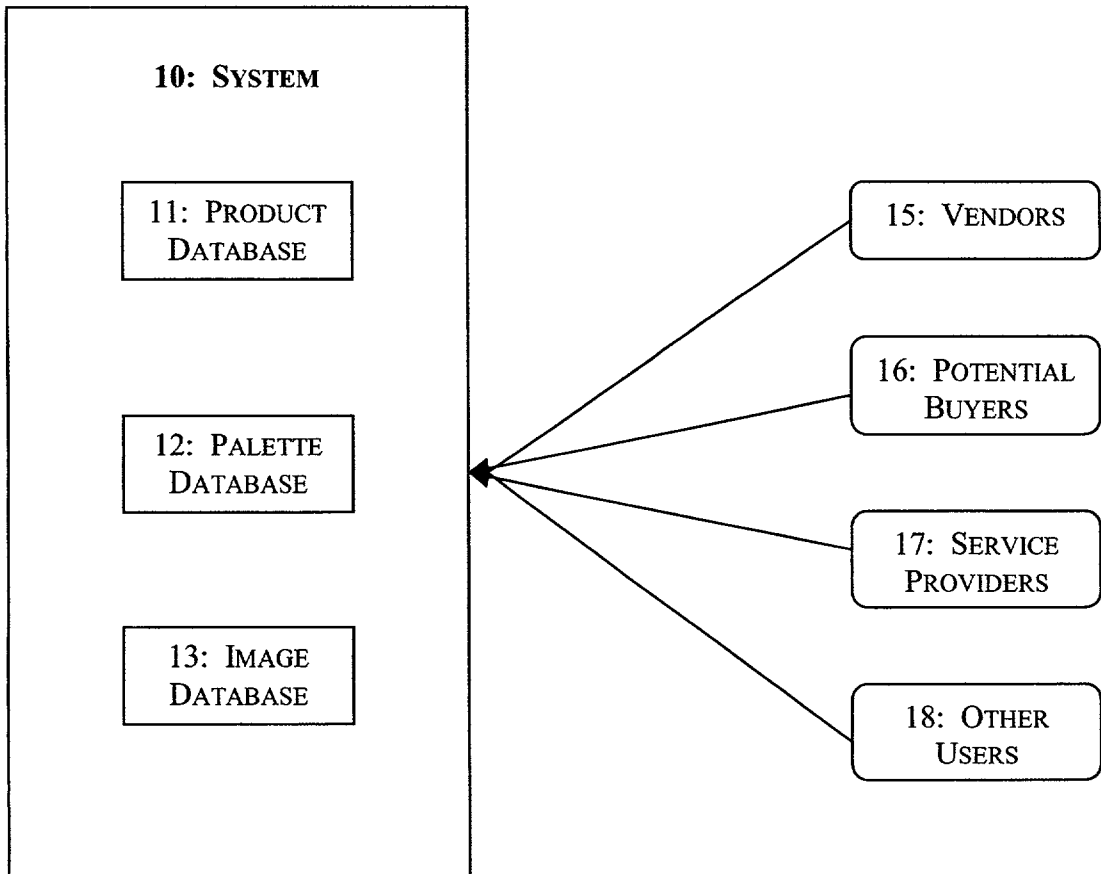 10: SYSTEM
11: PRODUCT
DATABASE
12: PALETTE
DATABASE
13: IMAGE
DATABASE
15: VENDORS
16: POTENTIAL
BUYERS
17: SERVICE
PROVIDERS
18: OTHER
USERS